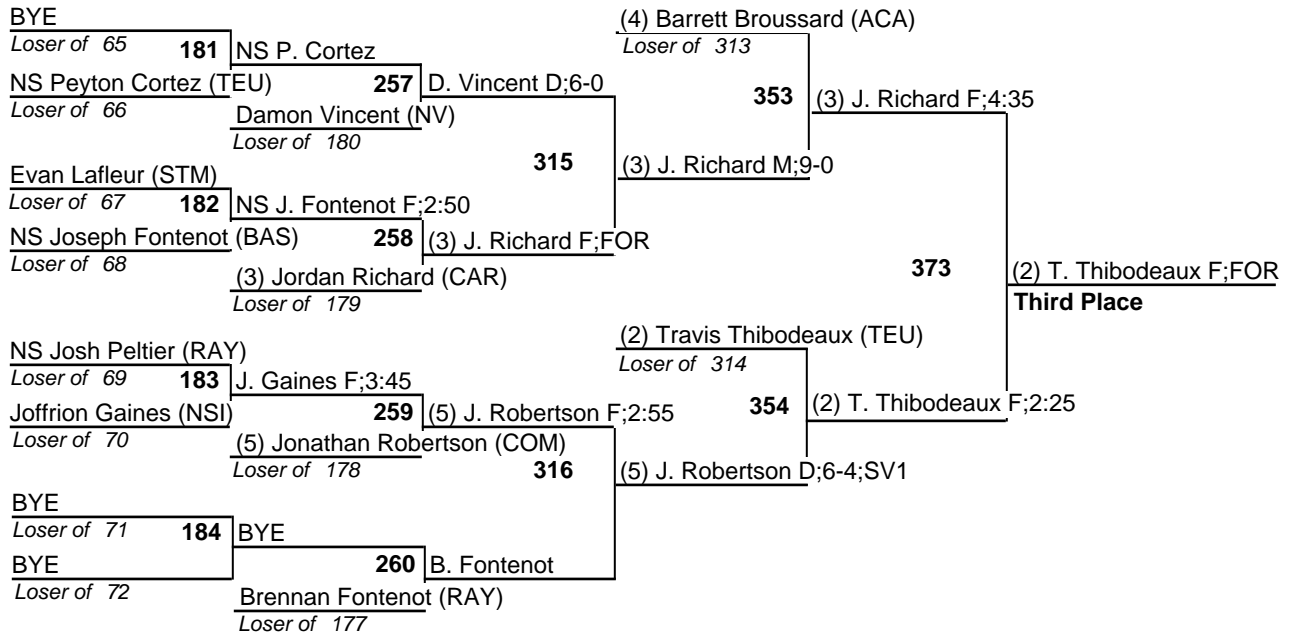 BYE
Loser of 65
181
NS P. Cortez
NS Peyton Cortez (TEU)
Loser of 66
257
D. Vincent D;6-0
Damon Vincent (NV)
Loser of 180
Evan Lafleur (STM)
Loser of 67
182
NS J. Fontenot F;2:50
NS Joseph Fontenot (BAS)
Loser of 68
258
(3) J. Richard F;FOR
(3) Jordan Richard (CAR)
Loser of 179
315
(3) J. Richard M;9-0
(4) Barrett Broussard (ACA)
Loser of 313
353
(3) J. Richard F;4:35
NS Josh Peltier (RAY)
Loser of 69
183
J. Gaines F;3:45
Joffrion Gaines (NSI)
Loser of 70
259
(5) J. Robertson F;2:55
(5) Jonathan Robertson (COM)
Loser of 178
BYE
Loser of 71
184
BYE
BYE
Loser of 72
260
B. Fontenot
Brennan Fontenot (RAY)
Loser of 177
316
(5) J. Robertson D;6-4;SV1
(2) Travis Thibodeaux (TEU)
Loser of 314
354
(2) T. Thibodeaux F;2:25
373
(2) T. Thibodeaux F;FOR
Third Place